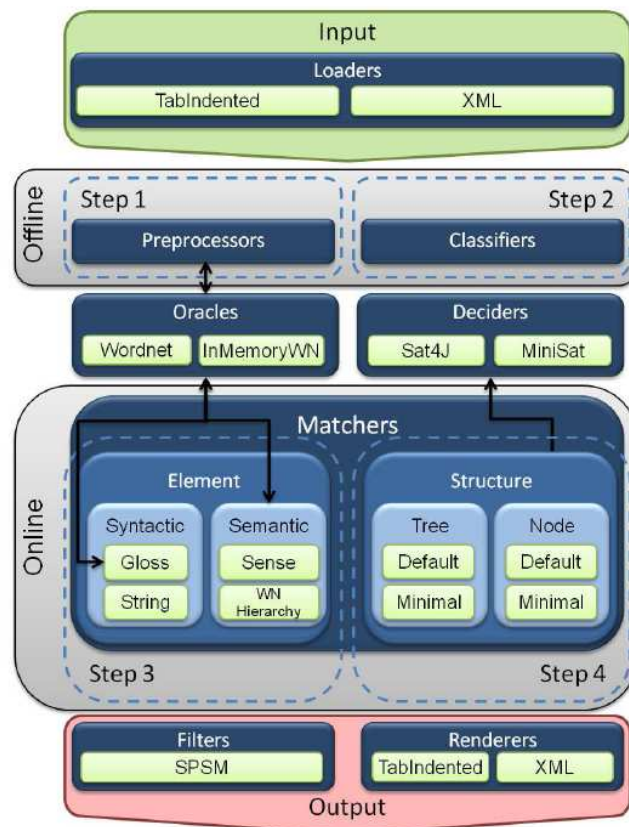 Input
Loaders
TabIndented XML
Offline
Step 1 Step 2
Preprocessors Classifiers
Oracles Deciders
Wordnet InMemoryWN Sat4J MiniSat
Online
Matchers
Element Structure
Syntactic Semantic Tree Node
Gloss Sense Default Default
String WN Hierarchy Minimal Minimal
Step 3 Step 4
Filters Renderers
SPSM TabIndented XML
Output